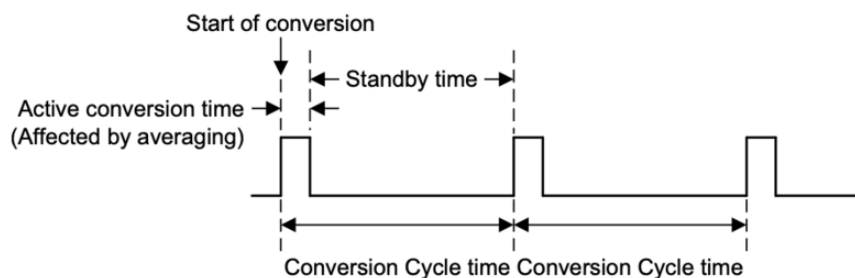 Start of conversion
Standby time
Active conversion time
(Affected by averaging)
Conversion Cycle time Conversion Cycle time